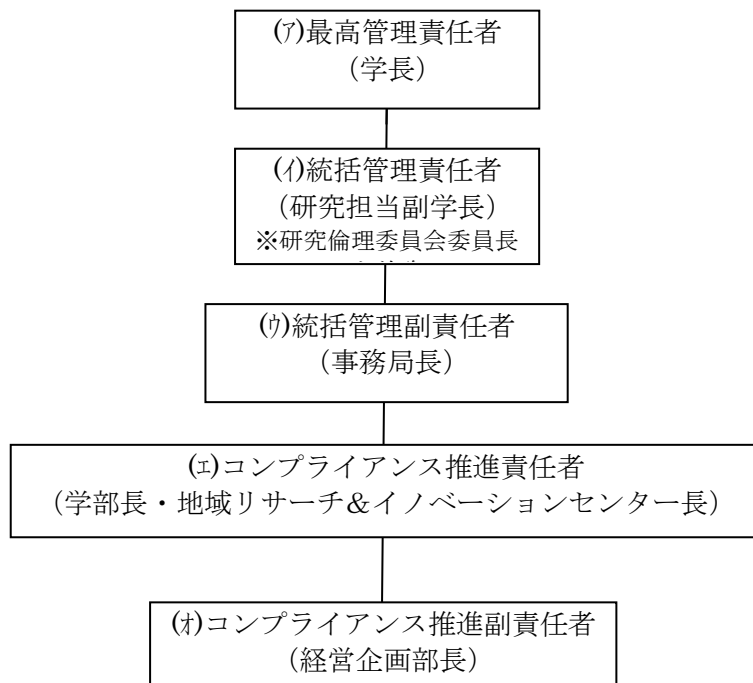 ㋐最高管理責任者
（学長）
㋑統括管理責任者
（研究担当副学長）
※研究倫理委員会委員長
㋒統括管理副責任者
（事務局長）
㋓コンプライアンス推進責任者
（学部長・地域リサーチ＆イノベーションセンター長）
㋔コンプライアンス推進副責任者
（経営企画部長）